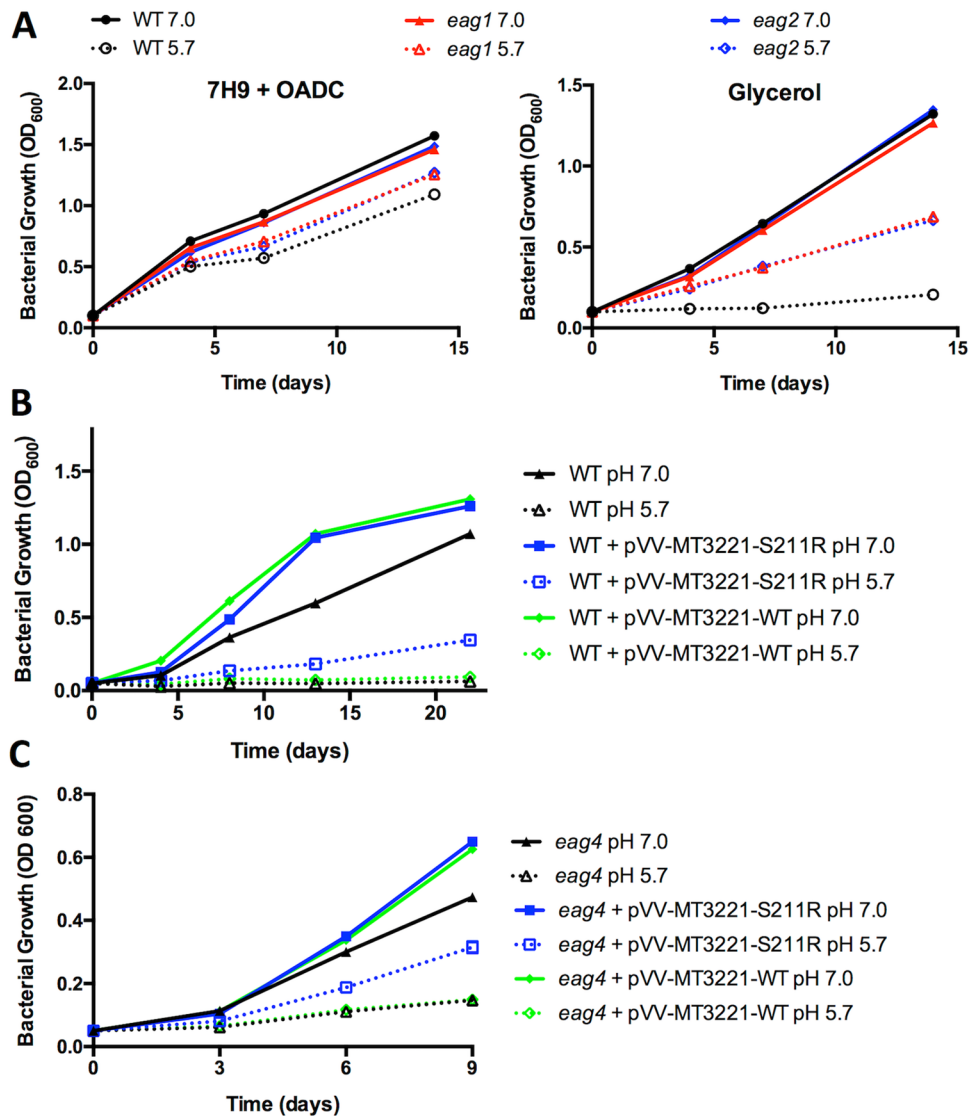 A
WT 7.0
eag1 7.0
eag2 7.0
WT 5.7
eag1 5.7
eag2 5.7
7H9 + OADC
Bacterial Growth (OD600)
2.0
1.5
1.0
0.5
0.0
0 5 10 15
Time (days)
Glycerol
Bacterial Growth (OD600)
1.5
1.0
0.5
0.0
0 5 10 15
Time (days)
B
Bacterial Growth (OD600)
1.5
1.0
0.5
0.0
0 5 10 15 20
Time (days)
WT pH 7.0
WT pH 5.7
WT + pVV-MT3221-S211R pH 7.0
WT + pVV-MT3221-S211R pH 5.7
WT + pVV-MT3221-WT pH 7.0
WT + pVV-MT3221-WT pH 5.7
C
Bacterial Growth (OD 600)
0.8
0.6
0.4
0.2
0.0
0 3 6 9
Time (days)
eag4 pH 7.0
eag4 pH 5.7
eag4 + pVV-MT3221-S211R pH 7.0
eag4 + pVV-MT3221-S211R pH 5.7
eag4 + pVV-MT3221-WT pH 7.0
eag4 + pVV-MT3221-WT pH 5.7